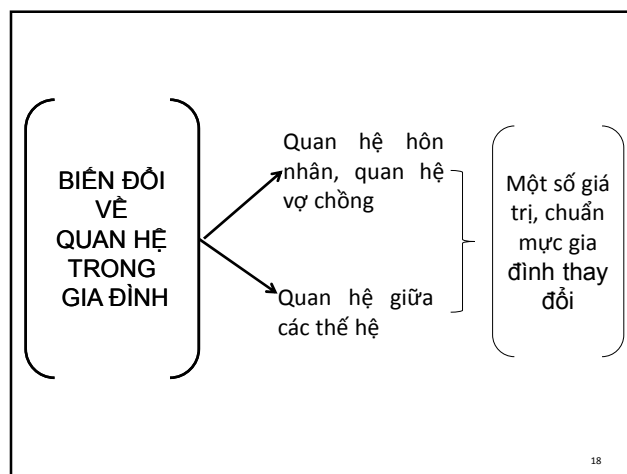 BIẾN ĐỔI
VỀ
QUAN HỆ
TRONG
GIA ĐÌNH
Quan hệ hôn
nhân, quan hệ
vợ chồng
Quan hệ giữa
các thế hệ
Một số giá
trị, chuẩn
mực gia
đình thay
đổi
18